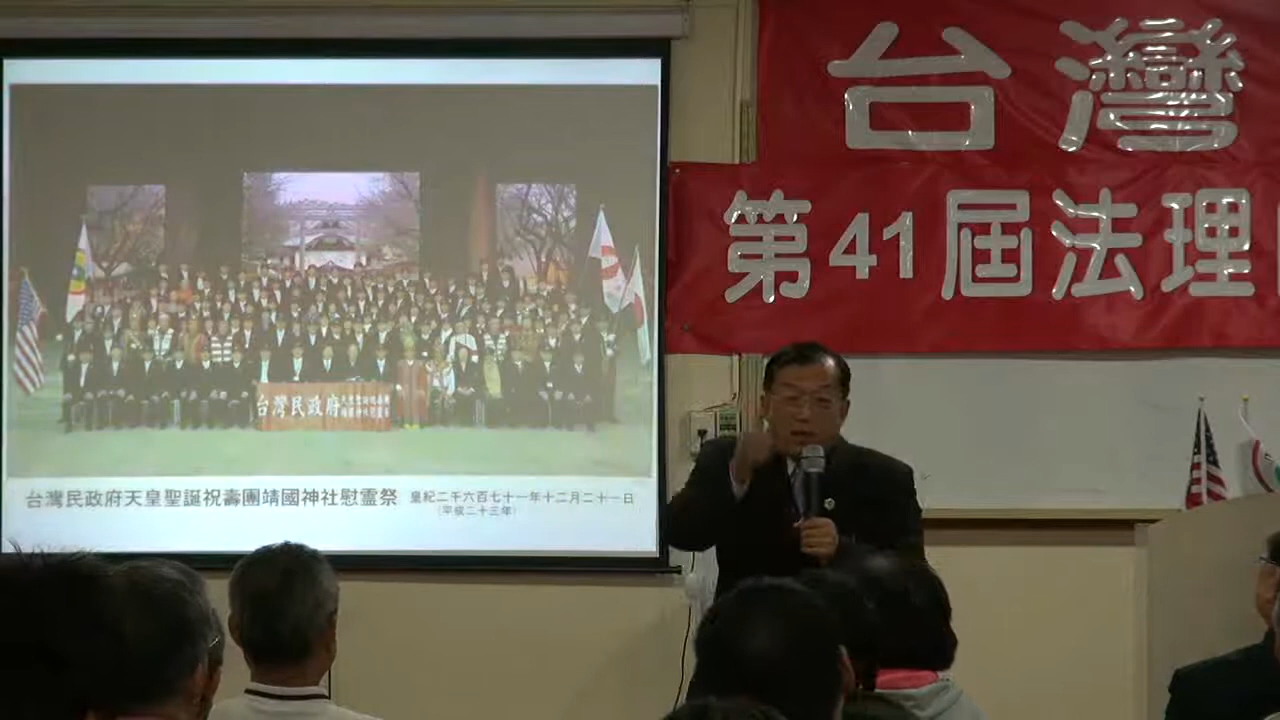 台灣
第41屆法理
台灣民政府
台灣民政府天皇聖誕祝壽團靖國神社慰霊祭 皇紀二千六百七十一年十二月二十一日
(平成二十三年)